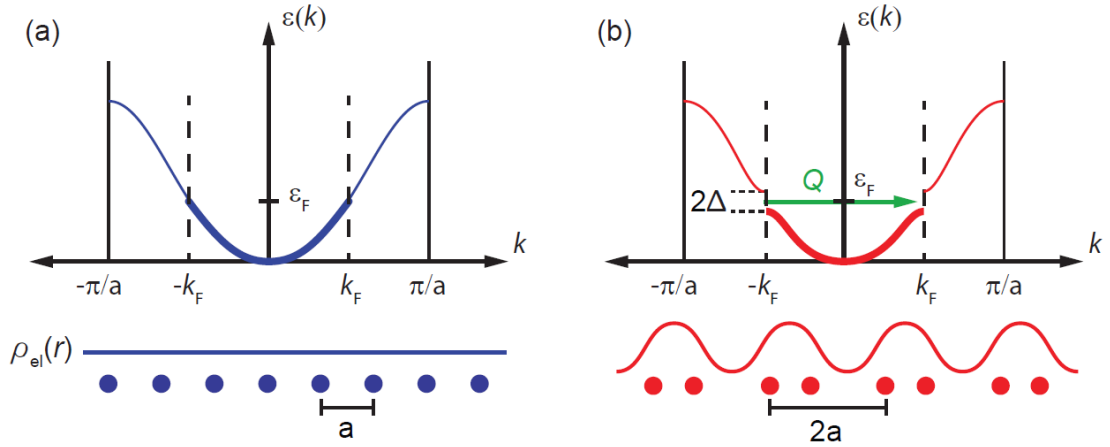 (a)
ε(k)
ε_F
k
-π/a
-k_F
k_F
π/a
ρ_el(r)
a
(b)
ε(k)
Q
ε_F
2Δ
k
-π/a
-k_F
k_F
π/a
2a